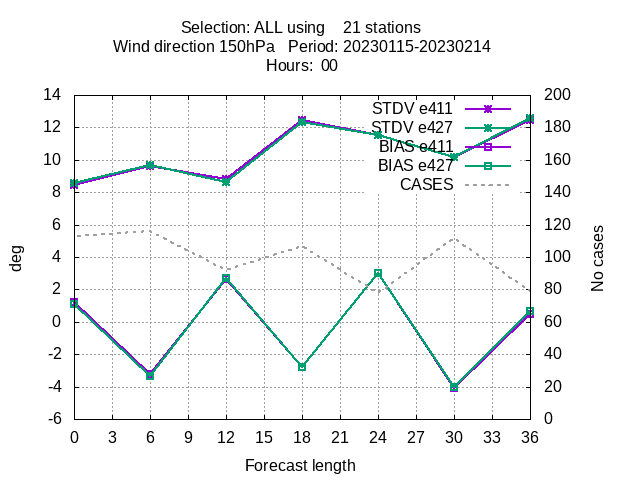 Selection: ALL using    21 stations
Wind direction 150hPa   Period: 20230115-20230214
Hours:  00
14
12
10
8
6
4
2
0
-2
-4
-6
deg
STDV e411
STDV e427
BIAS e411
BIAS e427
CASES
200
180
160
140
120
100
80
60
40
20
0
No cases
0 3 6 9 12 15 18 21 24 27 30 33 36
Forecast length